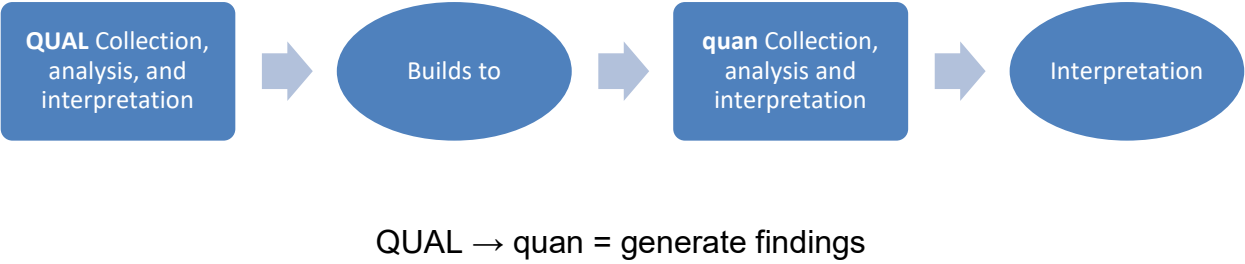 QUAL Collection,
analysis, and
interpretation
Builds to
quan Collection,
analysis and
interpretation
Interpretation
QUAL → quan = generate findings